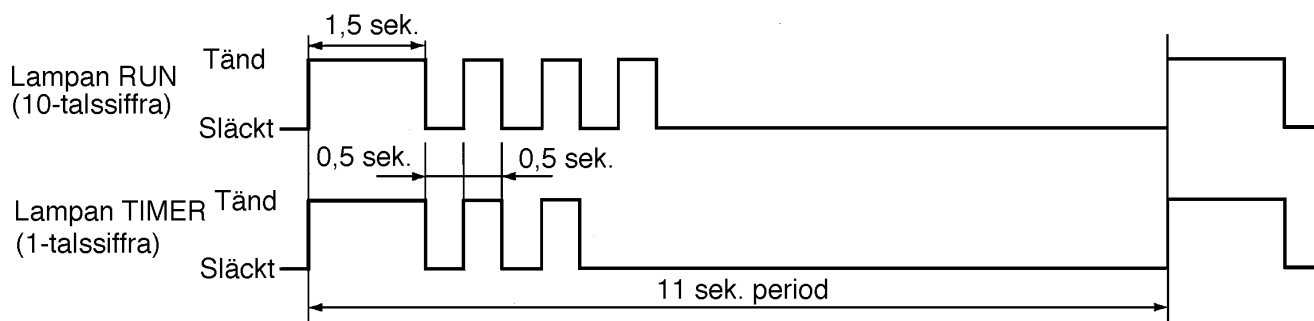 1,5 sek.
Tänd
Lampan RUN
(10-talssiffra)
Släckt
0,5 sek.
0,5 sek.
Tänd
Lampan TIMER
(1-talssiffra)
Släckt
11 sek. period